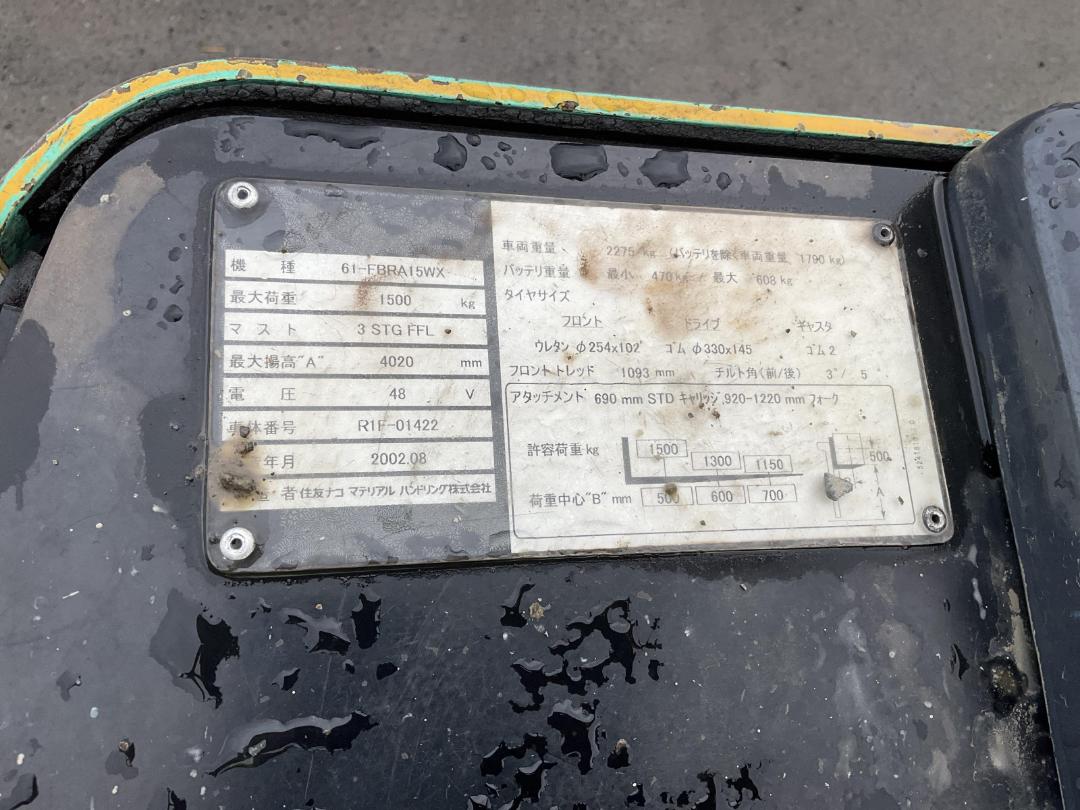 機 種 61-FBRA15WX
最大荷重 1500 kg
マスト 3 STG FFL
最大揚高"A" 4020 mm
電 圧 48 V
車体番号 R1F-01422
年月 2002.08
者 住友ナコ マテリアル ハンドリング株式会社
車両重量 2275 kg (バッテリを除く車両重量 1790 kg)
バッテリ重量 最小 470 kg / 最大 608 kg
タイヤサイズ
フロント ドライブ キャスタ
ウレタン φ254x102 ゴム φ330x145 ゴム 2
フロントトレッド 1093 mm チルト角(前/後) 3°/ 5
アタッチメント 690 mm STD キャリッジ,920-1220 mm フォーク
許容荷重 kg 1500 1300 1150
荷重中心"B" mm 500 600 700
500
A